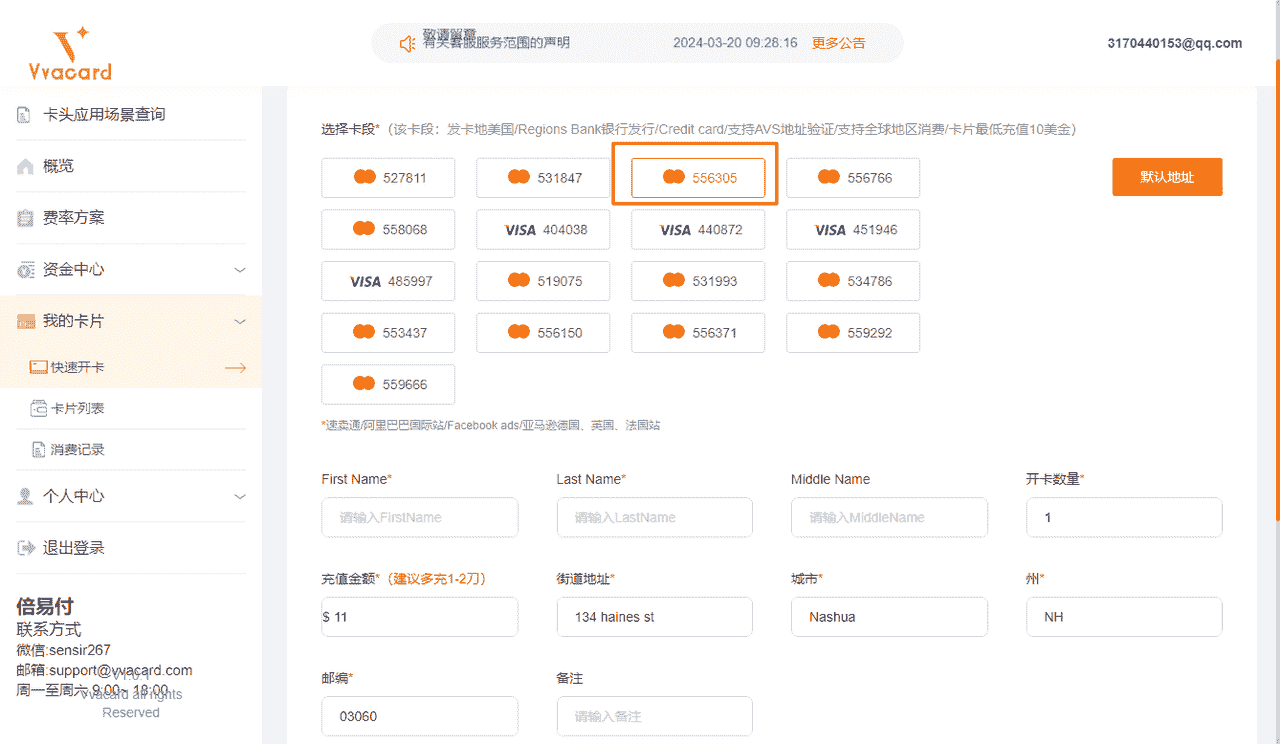 敬请留意
有关客服服务范围的声明
2024-03-20 09:28:16
更多公告
3170440153@qq.com
Vvacard
卡头应用场景查询
概览
费率方案
资金中心
我的卡片
快速开卡
卡片列表
消费记录
个人中心
退出登录
倍易付
联系方式
微信:sensir267
邮箱:support@vvacard.com
周一至周六 9:00~ 18:00
V1.0.1
Vvacard all rights
Reserved
选择卡段*（该卡段：发卡地美国/Regions Bank银行发行/Credit card/支持AVS地址验证/支持全球地区消费/卡片最低充值10美金）
527811
531847
556305
556766
默认地址
558068
VISA 404038
VISA 440872
VISA 451946
VISA 485997
519075
531993
534786
553437
556150
556371
559292
559666
*速卖通/阿里巴巴国际站/Facebook ads/亚马逊德国、英国、法国站
First Name*
Last Name*
Middle Name
开卡数量*
请输入FirstName
请输入LastName
请输入MiddleName
1
充值金额*（建议多充1-2刀）
街道地址*
城市*
州*
$ 11
134 haines st
Nashua
NH
邮编*
备注
03060
请输入备注